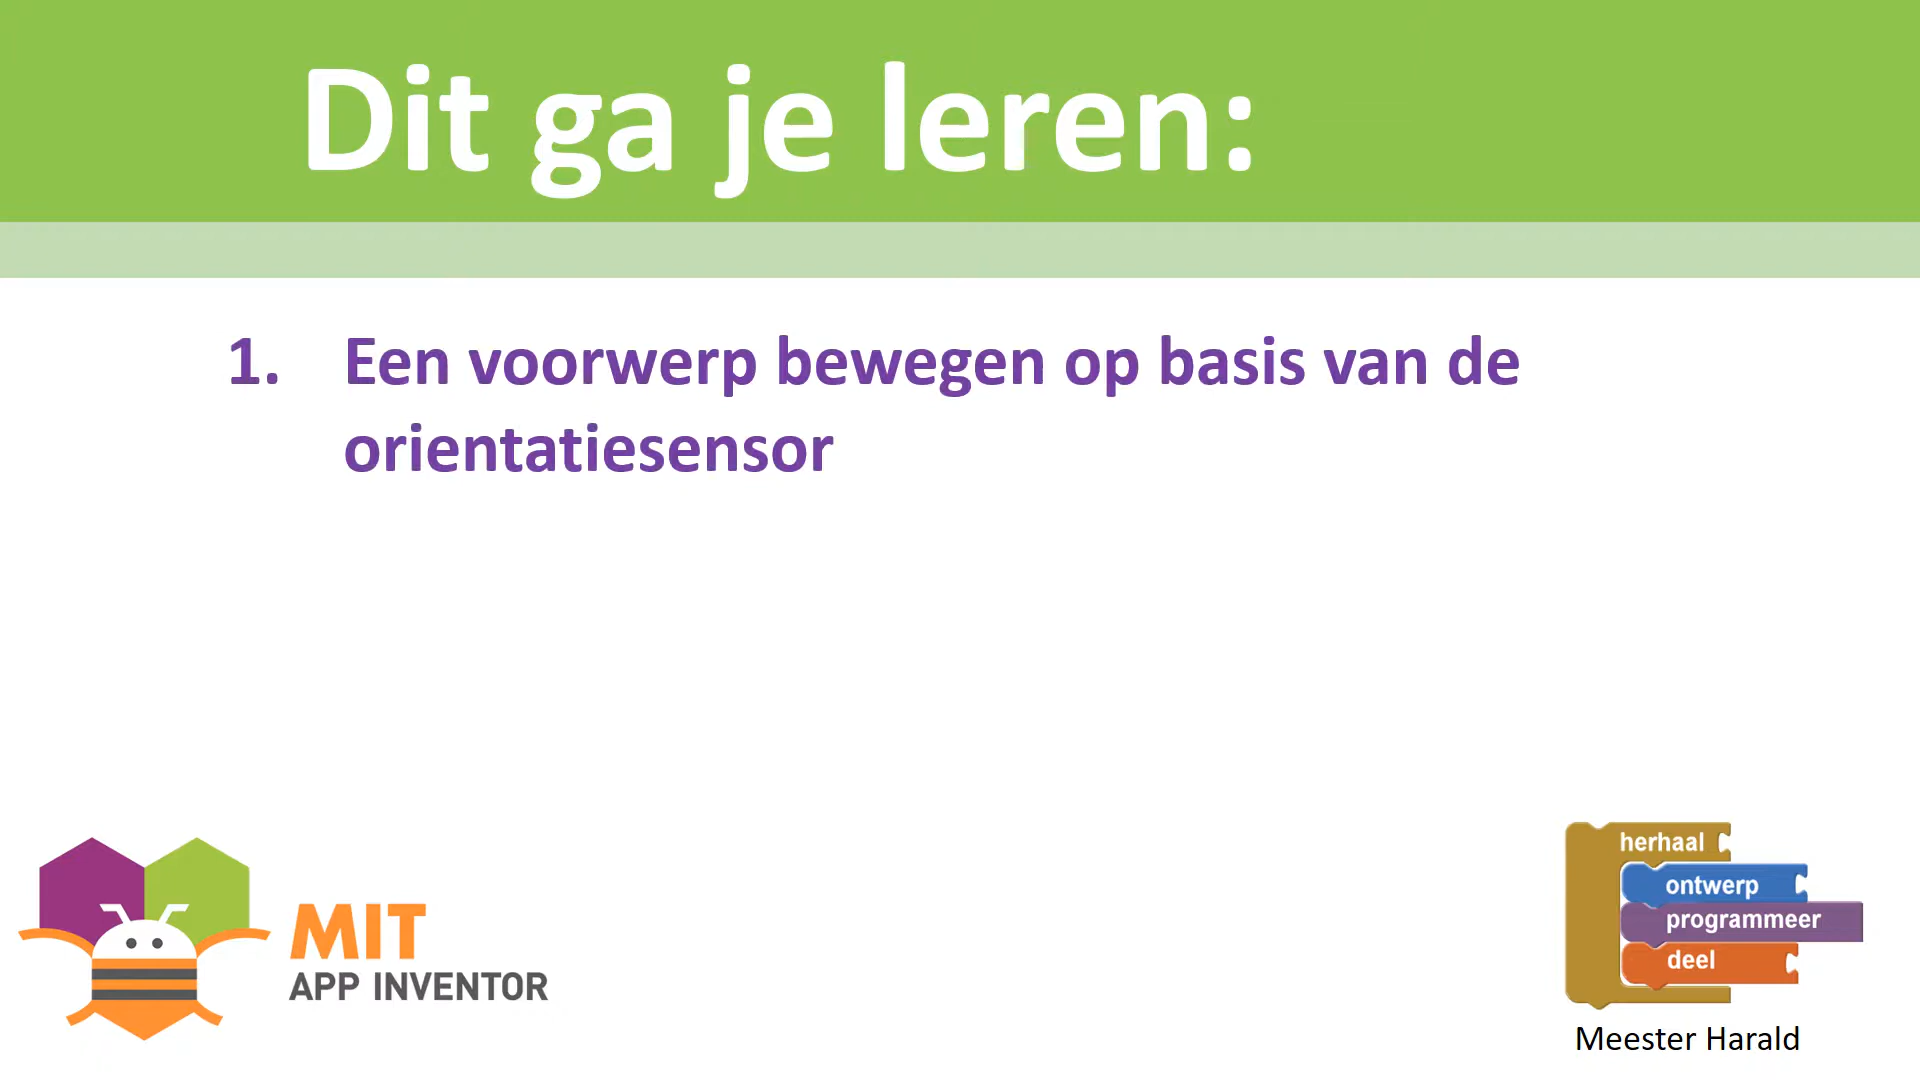 Dit ga je leren:
1. Een voorwerp bewegen op basis van de
orientatiesensor
MIT
APP INVENTOR
herhaal
ontwerp
programmeer
deel
Meester Harald